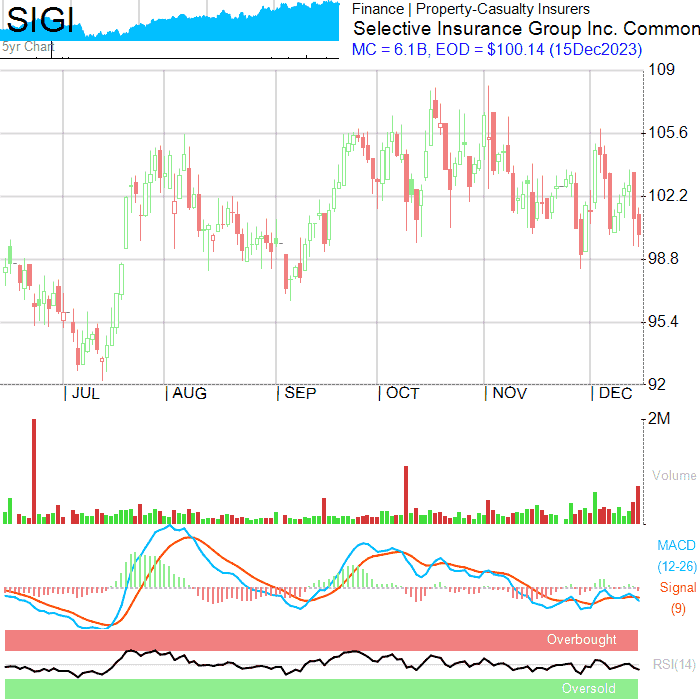 SIGI
5yr Chart
Finance | Property-Casualty Insurers
Selective Insurance Group Inc. Common
MC = 6.1B, EOD = $100.14 (15Dec2023)
109
105.6
102.2
98.8
95.4
92
JUL AUG SEP OCT NOV DEC
2M
Volume
MACD
(12-26)
Signal
(9)
Overbought
RSI(14)
Oversold